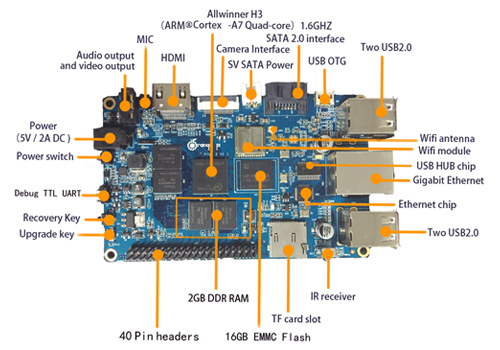 Allwinner H3
(ARM®Cortex -A7 Quad-core) 1.6GHZ
MIC
HDMI
Camera Interface
SATA 2.0 interface
5V SATA Power
USB OTG
Two USB2.0
Audio output
and video output
Power
(5V / 2A DC)
Power switch
Debug TTL UART
Recovery Key
Upgrade key
Wifi antenna
Wifi module
USB HUB chip
Gigabit Ethernet
Ethernet chip
Two USB2.0
IR receiver
TF card slot
2GB DDR RAM
40 Pin headers
16GB EMMC Flash